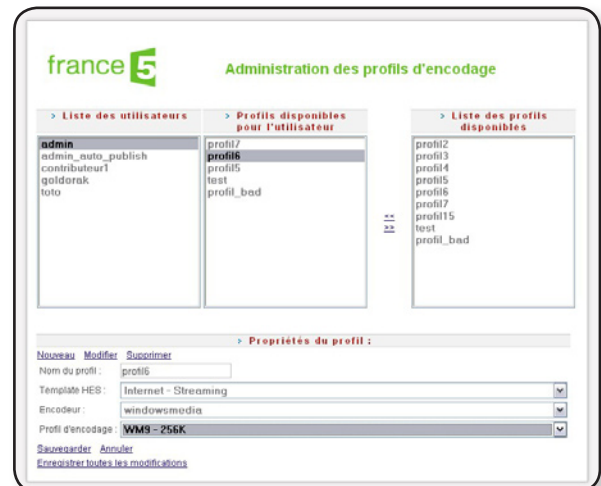 france 5
Administration des profils d'encodage
> Liste des utilisateurs
> Profils disponibles
pour l'utilisateur
> Liste des profils
disponibles
admin
admin_auto_publish
contributeur1
goldorak
toto
profil7
profil6
profil5
test
profil_bad
<<
>>
profil2
profil3
profil4
profil5
profil6
profil7
profil15
test
profil_bad
> Propriétés du profil :
Nouveau Modifier Supprimer
Nom du profil : profil6
Template HES : Internet - Streaming
Encodeur : windowsmedia
Profil d'encodage : WM9 - 256K
Sauvegarder Annuler
Enregistrer toutes les modifications